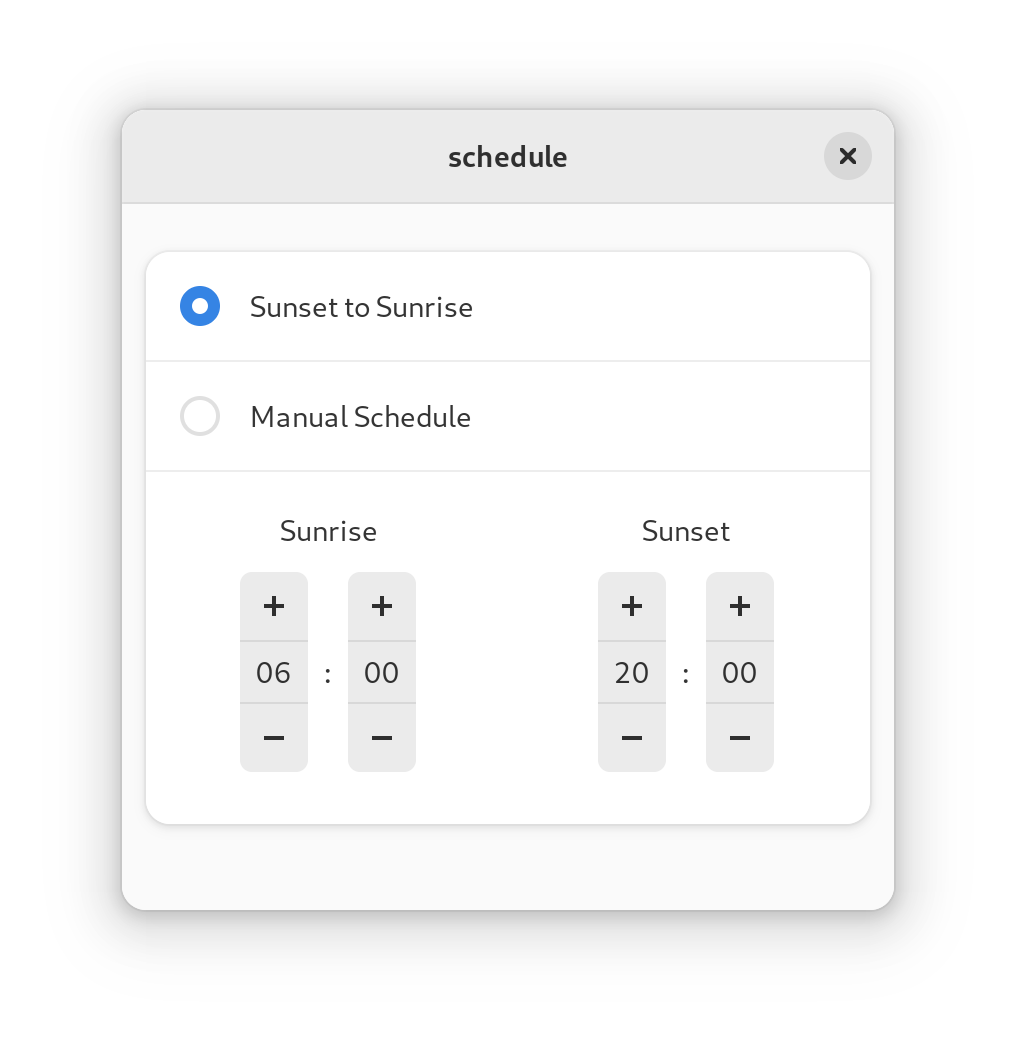 schedule
Sunset to Sunrise
Manual Schedule
Sunrise Sunset
+ + + +
06 : 00 20 : 00
− − − −